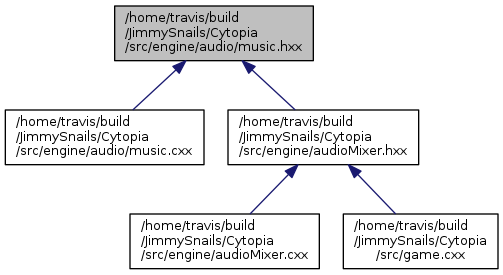 /home/travis/build
/JimmySnails/Cytopia
/src/engine/audio/music.hxx
/home/travis/build
/JimmySnails/Cytopia
/src/engine/audio/music.cxx
/home/travis/build
/JimmySnails/Cytopia
/src/engine/audioMixer.hxx
/home/travis/build
/JimmySnails/Cytopia
/src/engine/audioMixer.cxx
/home/travis/build
/JimmySnails/Cytopia
/src/game.cxx